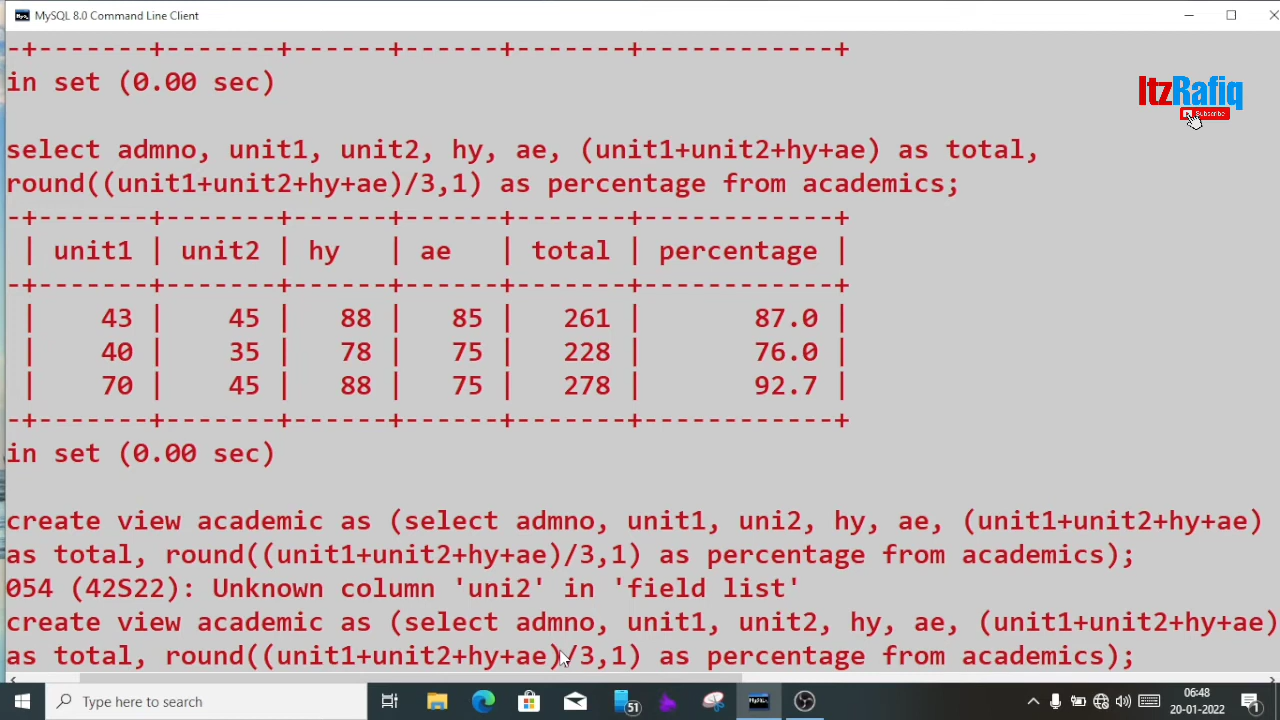 MySQL 8.0 Command Line Client
-+-------+-------+------+------+-------+------------+
in set (0.00 sec)
ItzRafiq
Subscribe
select admno, unit1, unit2, hy, ae, (unit1+unit2+hy+ae) as total,
round((unit1+unit2+hy+ae)/3,1) as percentage from academics;
-+-------+-------+------+------+-------+------------+
| unit1 | unit2 | hy | ae | total | percentage |
-+-------+-------+------+------+-------+------------+
| 43 | 45 | 88 | 85 | 261 | 87.0 |
| 40 | 35 | 78 | 75 | 228 | 76.0 |
| 70 | 45 | 88 | 75 | 278 | 92.7 |
-+-------+-------+------+------+-------+------------+
in set (0.00 sec)
create view academic as (select admno, unit1, uni2, hy, ae, (unit1+unit2+hy+ae)
as total, round((unit1+unit2+hy+ae)/3,1) as percentage from academics);
054 (42S22): Unknown column 'uni2' in 'field list'
create view academic as (select admno, unit1, unit2, hy, ae, (unit1+unit2+hy+ae)
as total, round((unit1+unit2+hy+ae)/3,1) as percentage from academics);
Type here to search
51
06:48
20-01-2022
1